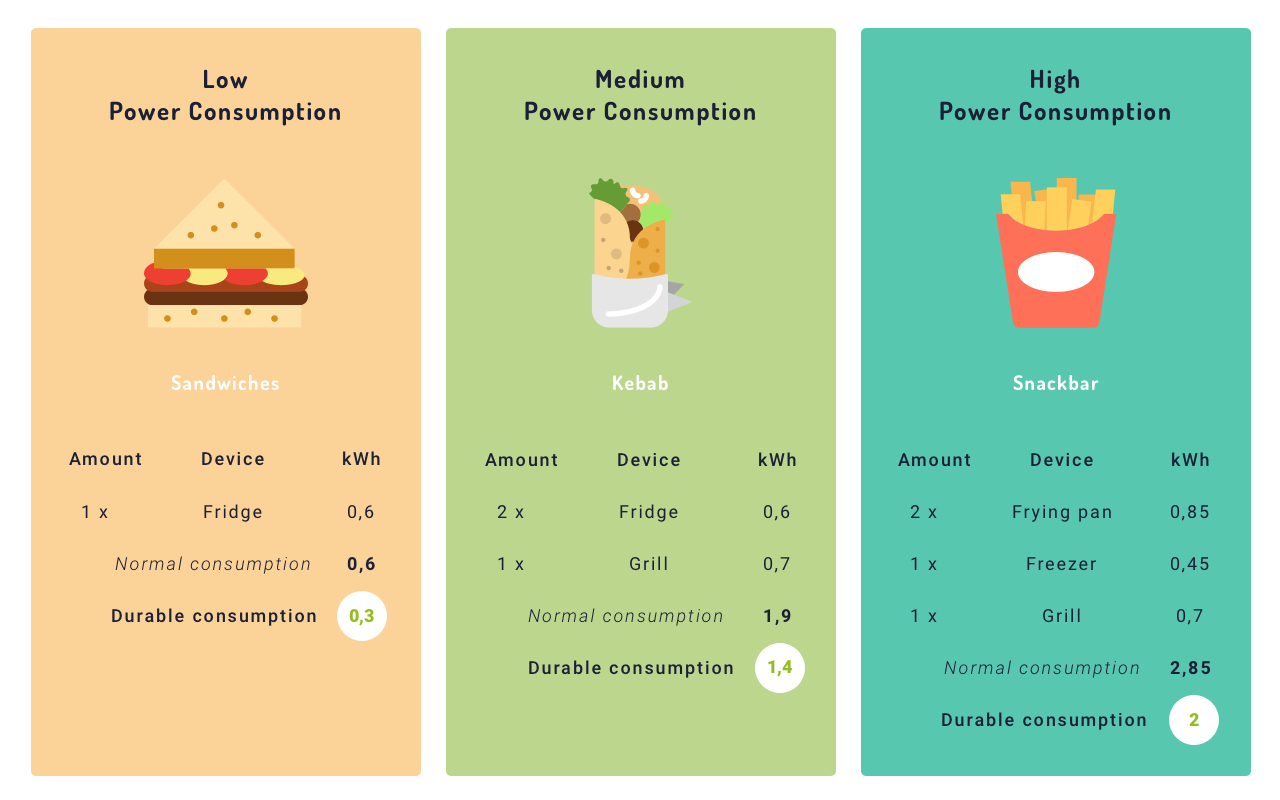 Low
Power Consumption
Sandwiches
Amount Device kWh
1 x Fridge 0,6
Normal consumption 0,6
Durable consumption 0,3
Medium
Power Consumption
Kebab
Amount Device kWh
2 x Fridge 0,6
1 x Grill 0,7
Normal consumption 1,9
Durable consumption 1,4
High
Power Consumption
Snackbar
Amount Device kWh
2 x Frying pan 0,85
1 x Freezer 0,45
1 x Grill 0,7
Normal consumption 2,85
Durable consumption 2